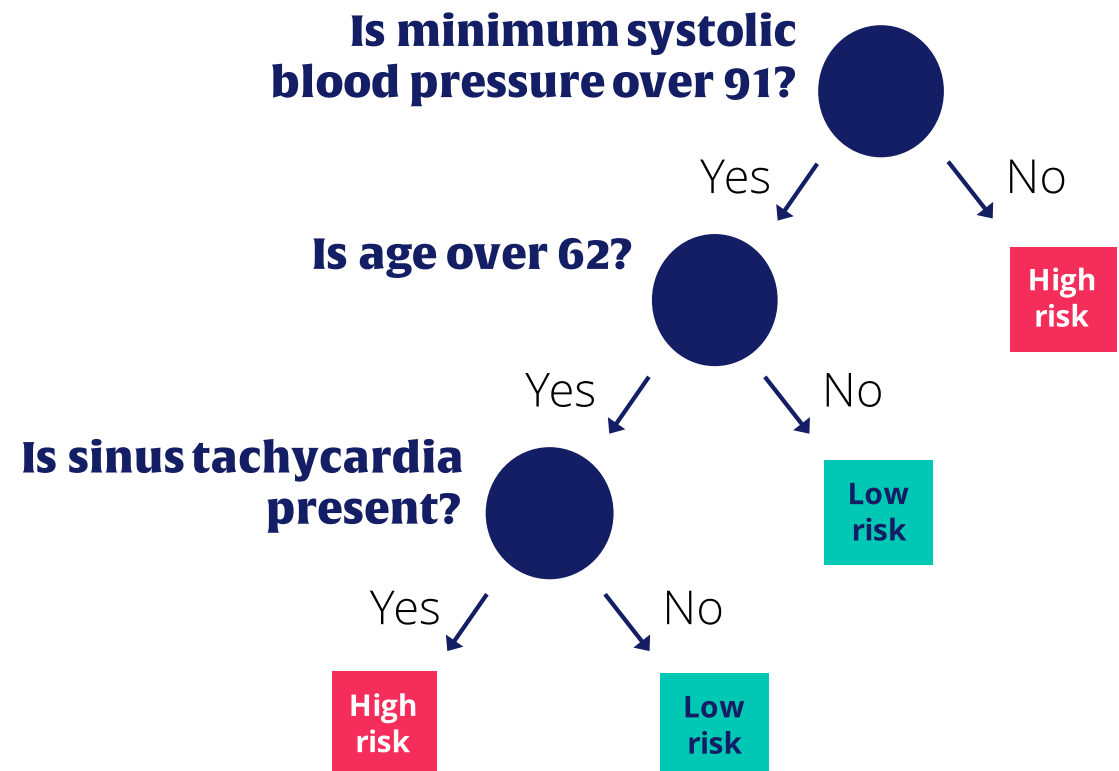 Is minimum systolic
blood pressure over 91?
Yes
No
Is age over 62?
High
risk
Yes
No
Is sinus tachycardia
present?
Low
risk
Yes
No
High
risk
Low
risk